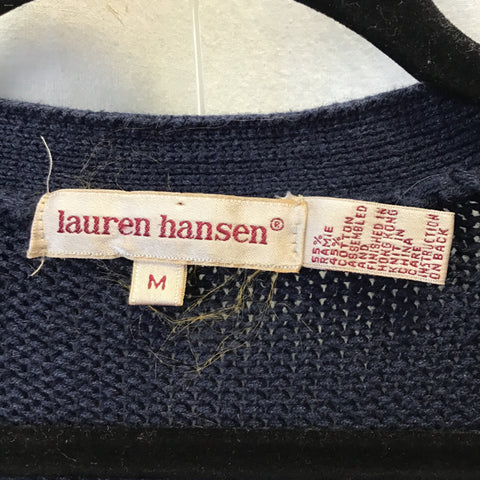 lauren hansen®
M
55%
RAMIE
45%
COTTON
ASSEMBLED
AND
FINISHED IN
HONG KONG
KNIT IN
CHINA
CARE
INSTRUCTION
ON BACK